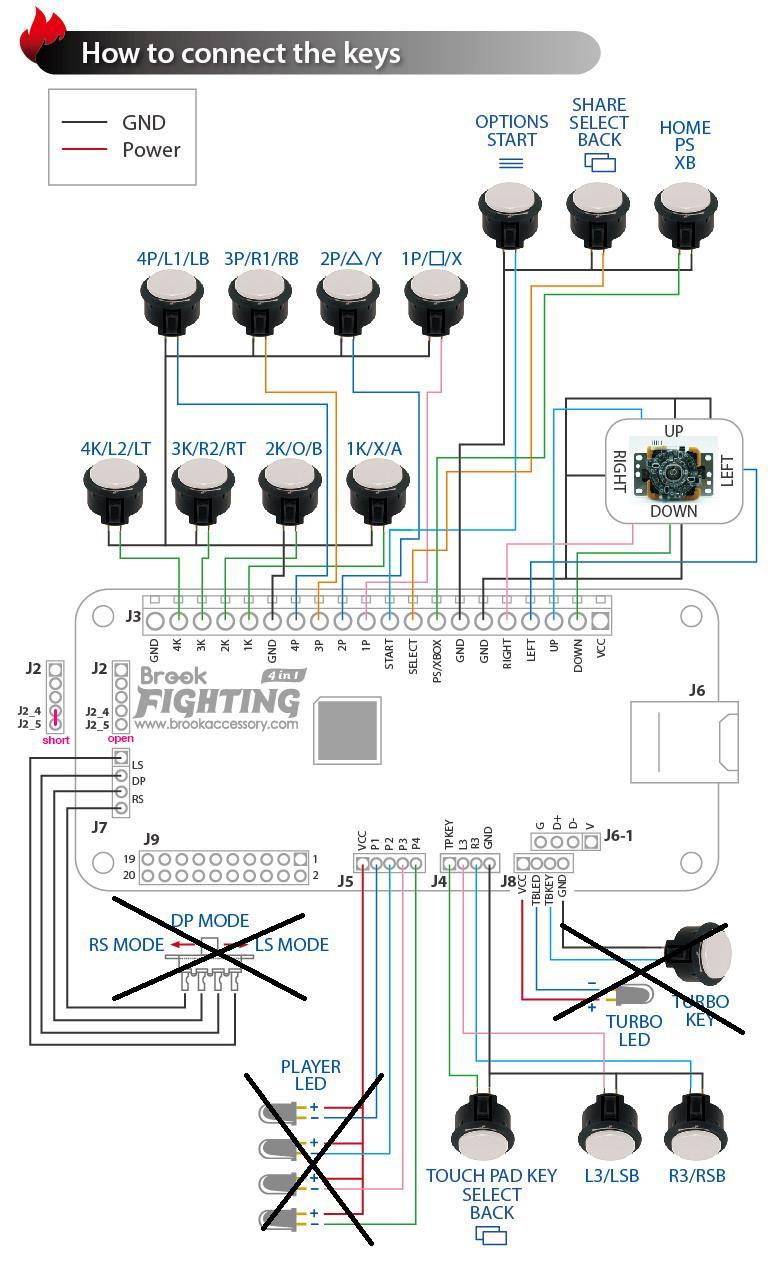 How to connect the keys
GND
Power
OPTIONS
START
SHARE
SELECT
BACK
HOME
PS
XB
4P/L1/LB
3P/R1/RB
2P/△/Y
1P/□/X
4K/L2/LT
3K/R2/RT
2K/O/B
1K/X/A
UP
RIGHT
LEFT
DOWN
J3
GND
4K
3K
2K
1K
GND
4P
3P
2P
1P
START
SELECT
PS/XBOX
GND
GND
RIGHT
LEFT
UP
DOWN
VCC
J2
J2_4
J2_5
short
J2
J2_4
J2_5
open
Brook
4 in 1
FIGHTING
www.brookaccessory.com
J6
LS
DP
RS
J7
J9
19
1
20
2
J5
VCC
P1
P2
P3
P4
J4
TPKEY
L3
R3
GND
G
D+
D-
V
J6-1
J8
VCC
TBLED
TBKEY
GND
DP MODE
RS MODE
LS MODE
−
+
TURBO
LED
TURBO
KEY
PLAYER
LED
+
−
+
−
+
−
+
−
TOUCH PAD KEY
SELECT
BACK
L3/LSB
R3/RSB